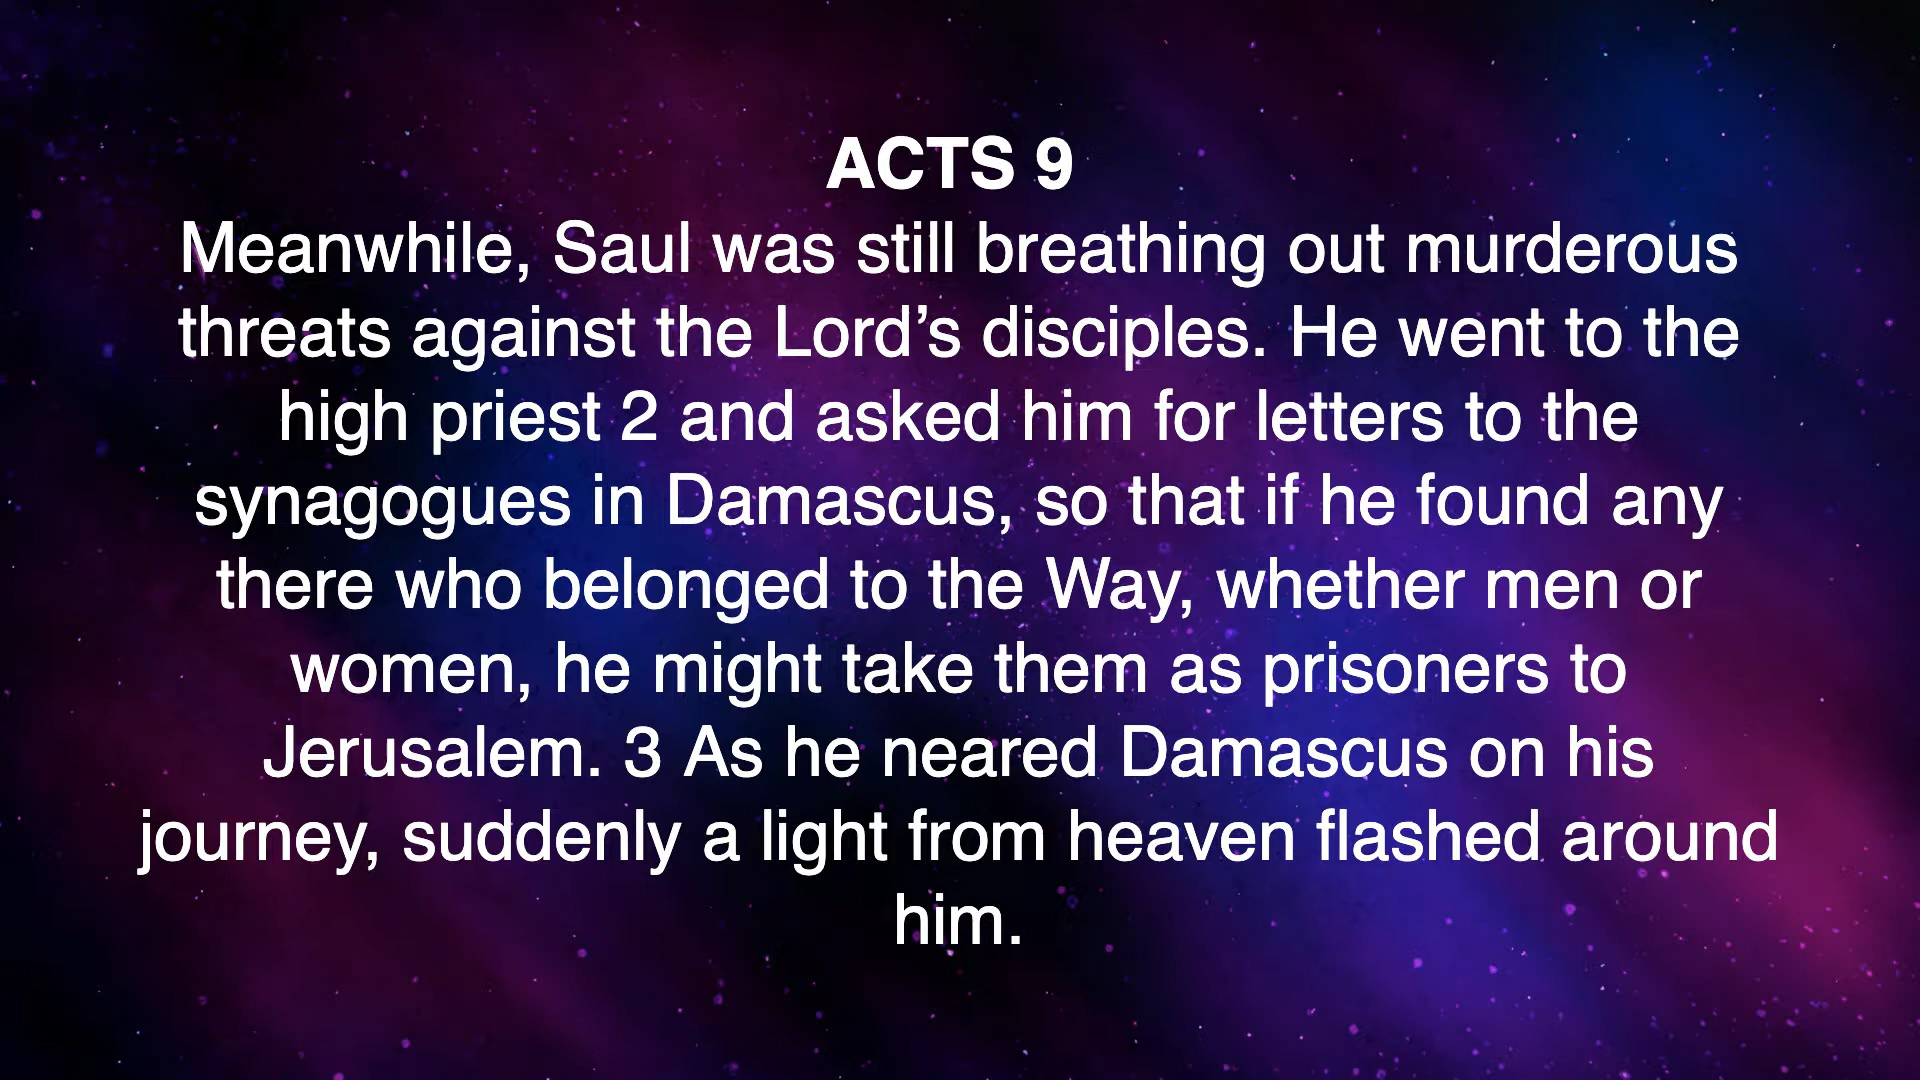 ACTS 9
Meanwhile, Saul was still breathing out murderous
threats against the Lord’s disciples. He went to the
high priest 2 and asked him for letters to the
synagogues in Damascus, so that if he found any
there who belonged to the Way, whether men or
women, he might take them as prisoners to
Jerusalem. 3 As he neared Damascus on his
journey, suddenly a light from heaven flashed around
him.